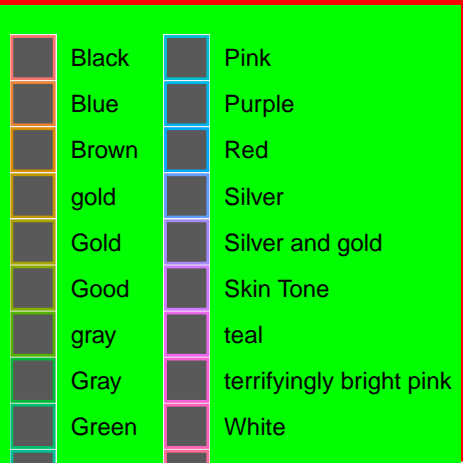 Black
Blue
Brown
gold
Gold
Good
gray
Gray
Green
Pink
Purple
Red
Silver
Silver and gold
Skin Tone
teal
terrifyingly bright pink
White